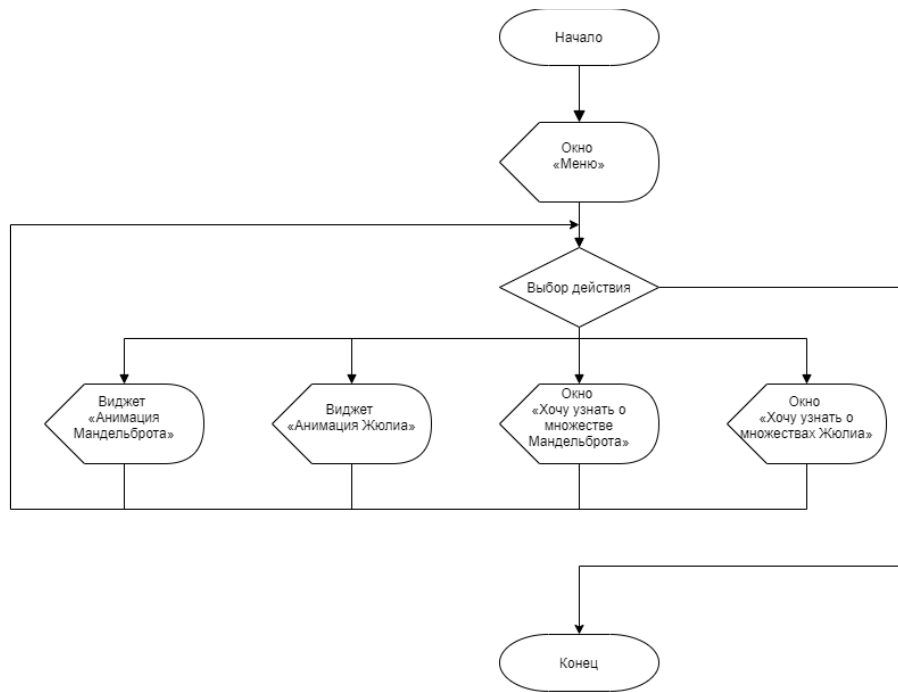 Начало
Окно
«Меню»
Выбор действия
Виджет
«Анимация
Мандельброта»
Виджет
«Анимация Жюлиа»
Окно
«Хочу узнать о
множестве
Мандельброта»
Окно
«Хочу узнать о
множествах Жюлиа»
Конец